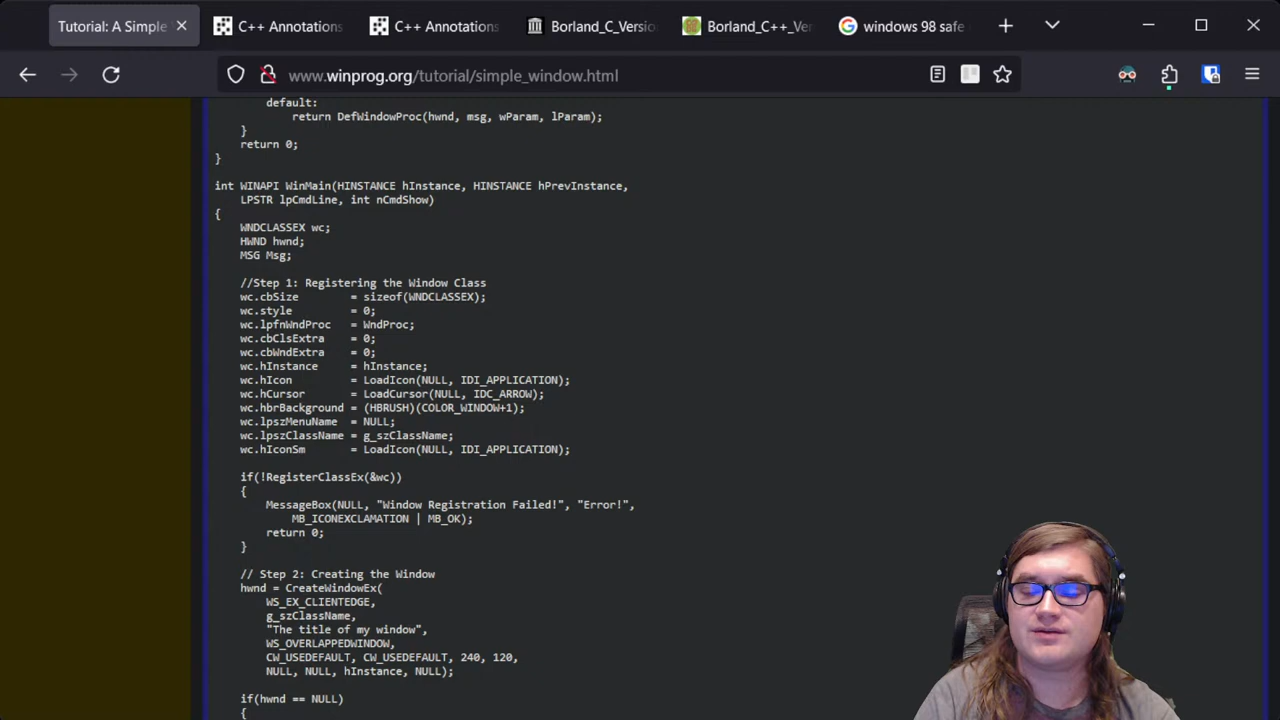 Tutorial: A Simple
C++ Annotations
C++ Annotations
Borland_C_Versio
Borland_C++_Ver
windows 98 safe
www.winprog.org/tutorial/simple_window.html
default:
return DefWindowProc(hwnd, msg, wParam, lParam);
}
return 0;
}
int WINAPI WinMain(HINSTANCE hInstance, HINSTANCE hPrevInstance,
LPSTR lpCmdLine, int nCmdShow)
{
WNDCLASSEX wc;
HWND hwnd;
MSG Msg;
//Step 1: Registering the Window Class
wc.cbSize        = sizeof(WNDCLASSEX);
wc.style         = 0;
wc.lpfnWndProc   = WndProc;
wc.cbClsExtra    = 0;
wc.cbWndExtra    = 0;
wc.hInstance     = hInstance;
wc.hIcon         = LoadIcon(NULL, IDI_APPLICATION);
wc.hCursor       = LoadCursor(NULL, IDC_ARROW);
wc.hbrBackground = (HBRUSH)(COLOR_WINDOW+1);
wc.lpszMenuName  = NULL;
wc.lpszClassName = g_szClassName;
wc.hIconSm       = LoadIcon(NULL, IDI_APPLICATION);
if(!RegisterClassEx(&wc))
{
MessageBox(NULL, "Window Registration Failed!", "Error!",
MB_ICONEXCLAMATION | MB_OK);
return 0;
}
// Step 2: Creating the Window
hwnd = CreateWindowEx(
WS_EX_CLIENTEDGE,
g_szClassName,
"The title of my window",
WS_OVERLAPPEDWINDOW,
CW_USEDEFAULT, CW_USEDEFAULT, 240, 120,
NULL, NULL, hInstance, NULL);
if(hwnd == NULL)
{